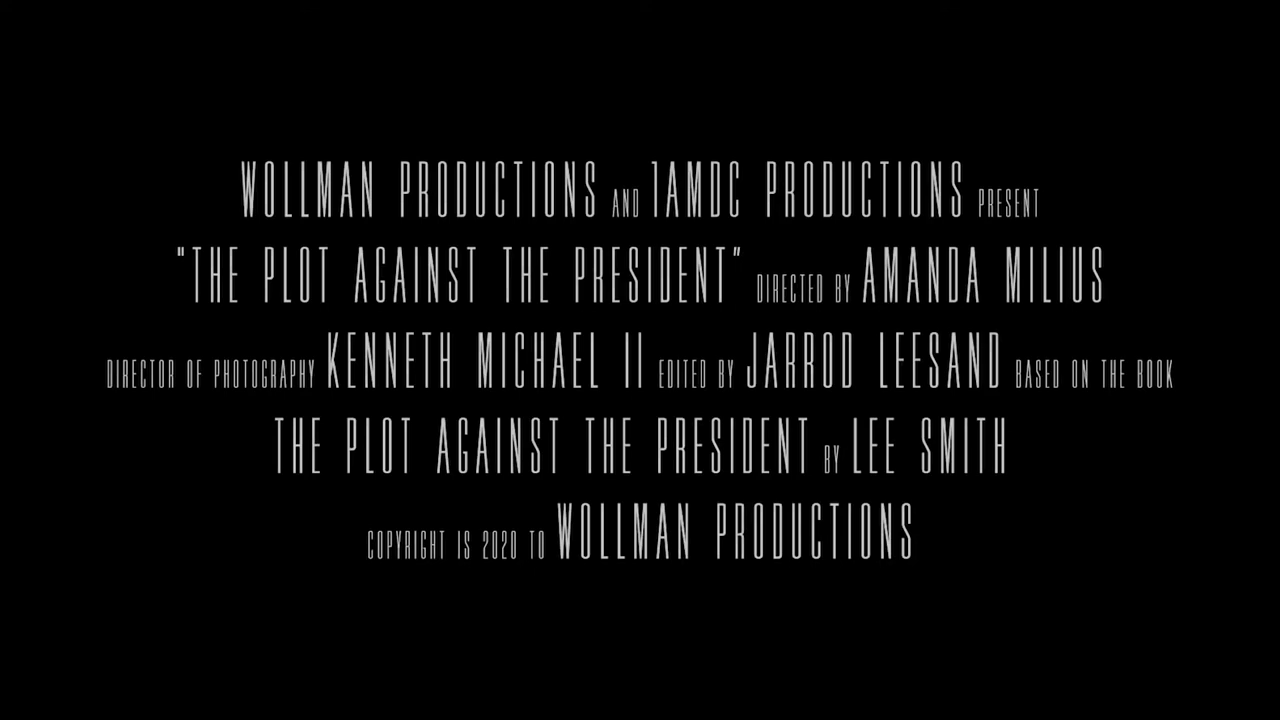 WOLLMAN PRODUCTIONS AND 1AMDC PRODUCTIONS PRESENT
"THE PLOT AGAINST THE PRESIDENT" DIRECTED BY AMANDA MILIUS
DIRECTOR OF PHOTOGRAPHY KENNETH MICHAEL II EDITED BY JARROD LEESAND BASED ON THE BOOK
THE PLOT AGAINST THE PRESIDENT BY LEE SMITH
COPYRIGHT IS 2020 TO WOLLMAN PRODUCTIONS